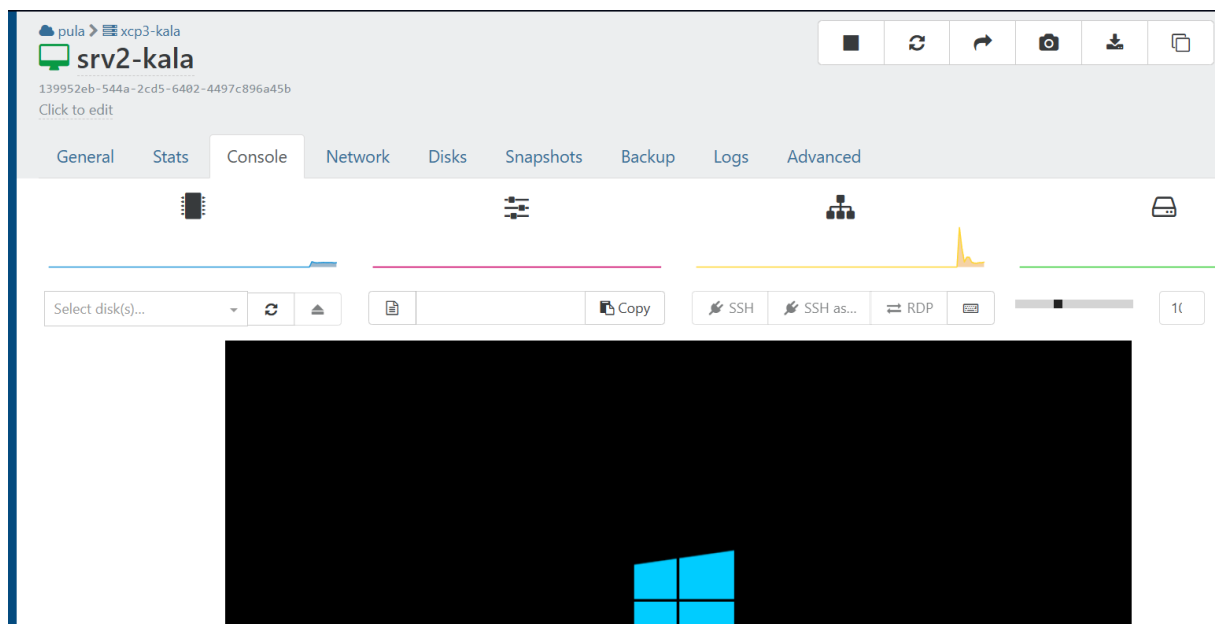 pula xcp3-kala
srv2-kala
139952eb-544a-2cd5-6402-4497c896a45b
Click to edit
General Stats Console Network Disks Snapshots Backup Logs Advanced
Select disk(s)... Copy SSH SSH as... RDP